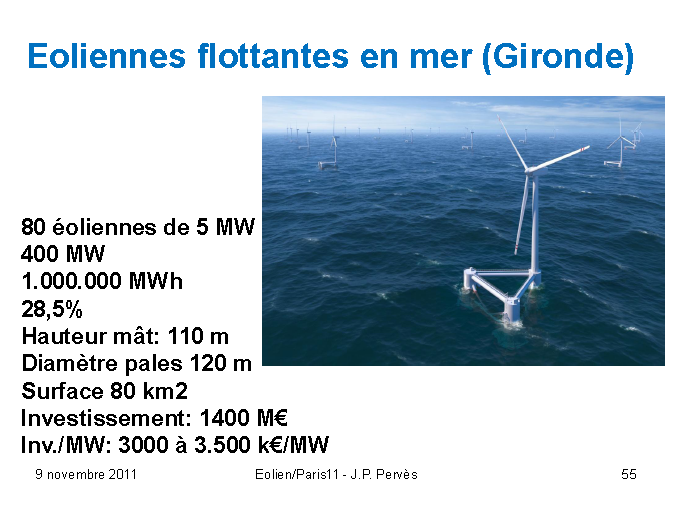 Eoliennes flottantes en mer (Gironde)
80 éoliennes de 5 MW
400 MW
1.000.000 MWh
28,5%
Hauteur mât: 110 m
Diamètre pales 120 m
Surface 80 km2
Investissement: 1400 M€
Inv./MW: 3000 à 3.500 k€/MW
9 novembre 2011 Eolien/Paris11 - J.P. Pervès 55